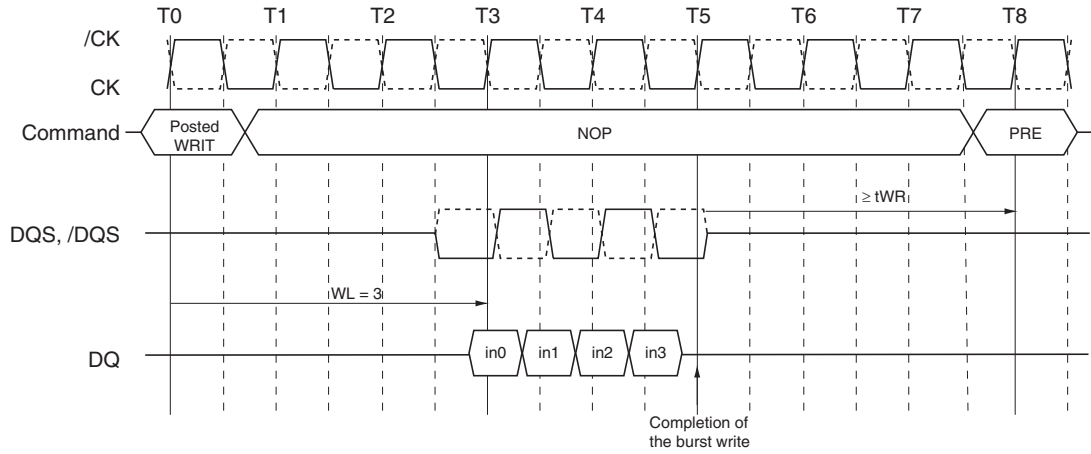 T0 T1 T2 T3 T4 T5 T6 T7 T8
/CK
CK
Command
Posted
WRIT
NOP
PRE
≥ tWR
DQS, /DQS
WL = 3
DQ
in0 in1 in2 in3
Completion of
the burst write